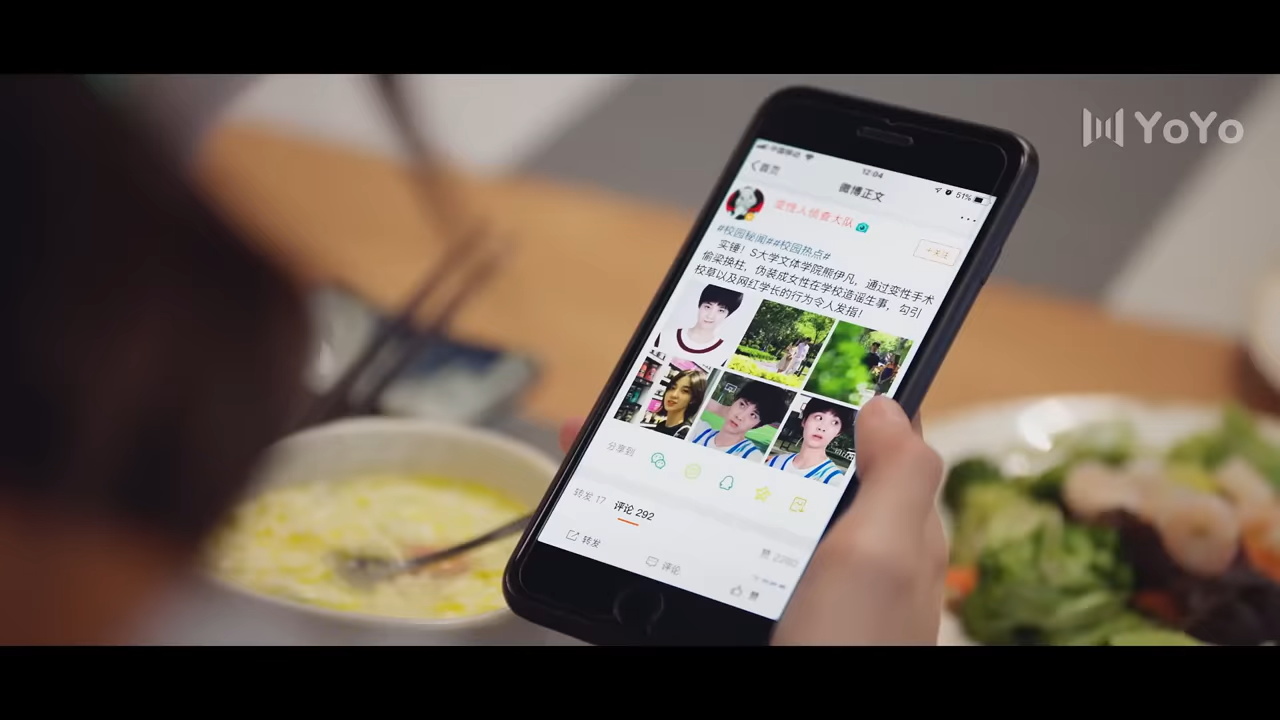 YoYo
中国移动
12:04
51%
首页
微博正文
变性人侦查大队
+关注
#校园秘闻##校园热点#
实锤！S大学文体学院熊伊凡，通过变性手术
偷梁换柱，伪装成女性在学校造谣生事，勾引
校草以及网红学长的行为令人发指！
分享到
转发 17
评论 292
转发
评论
赞